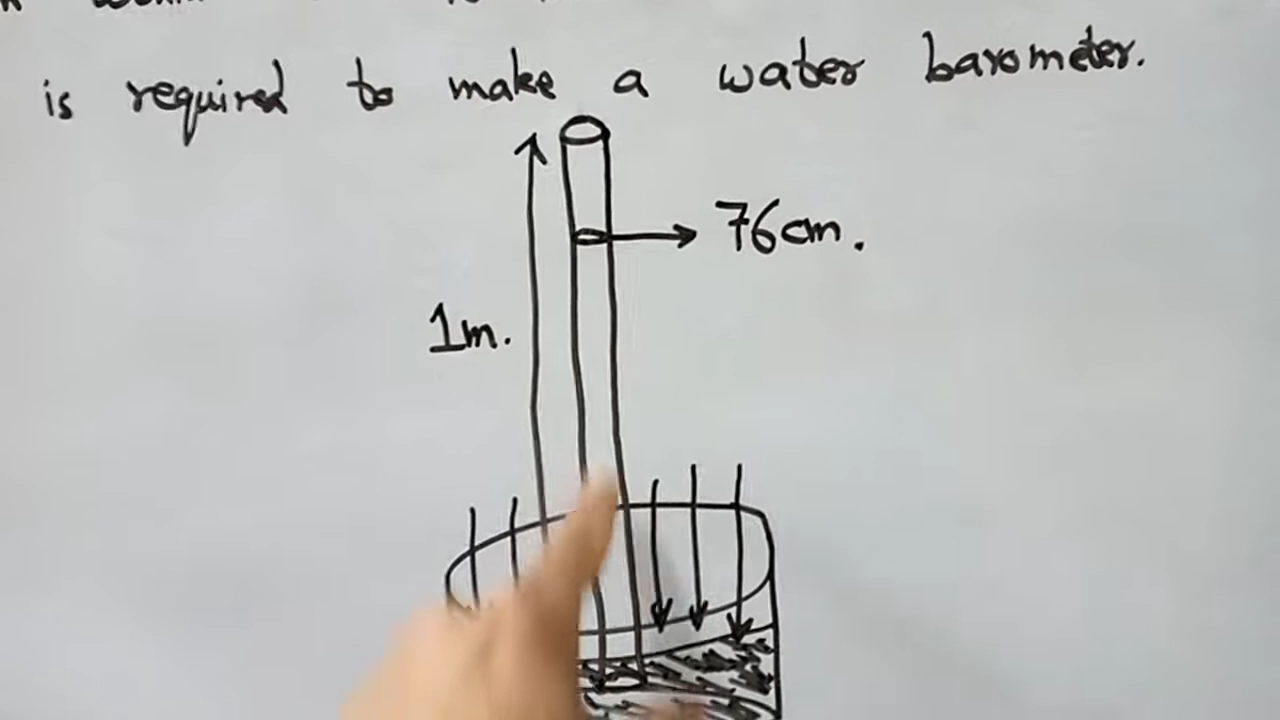 is required to make a water barometer.
76cm.
1m.